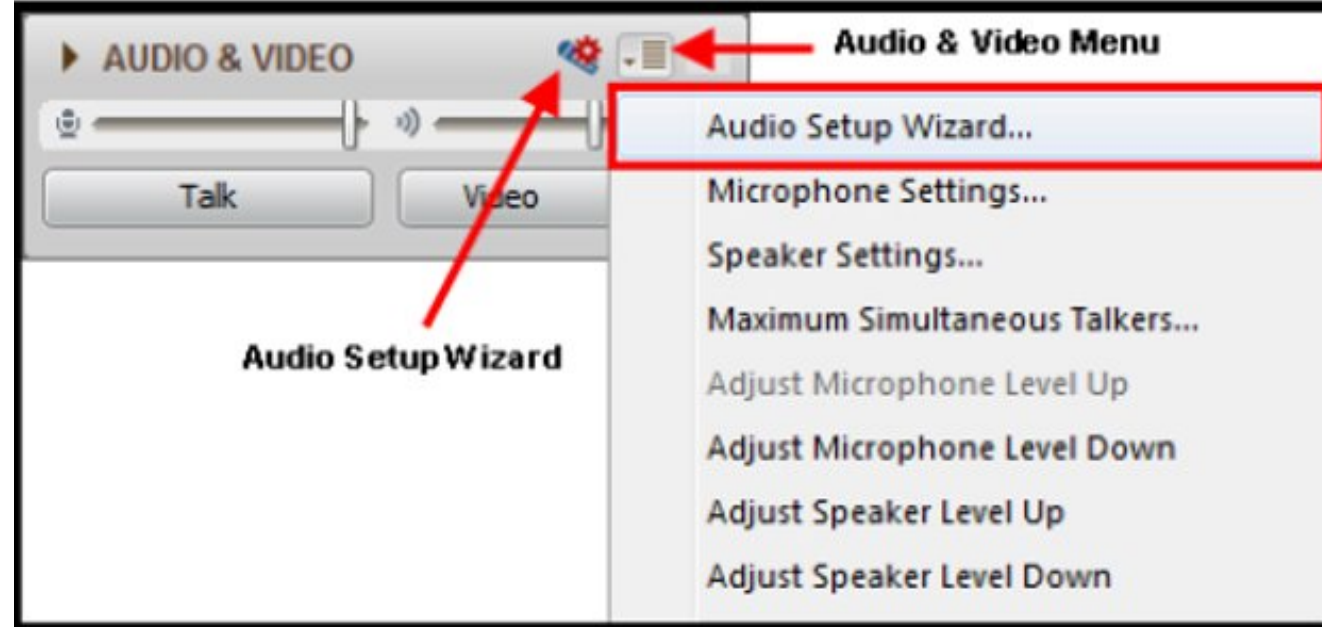 AUDIO & VIDEO
Audio & Video Menu
Talk
Video
Audio Setup Wizard...
Microphone Settings...
Speaker Settings...
Maximum Simultaneous Talkers...
Adjust Microphone Level Up
Adjust Microphone Level Down
Adjust Speaker Level Up
Adjust Speaker Level Down
Audio Setup Wizard